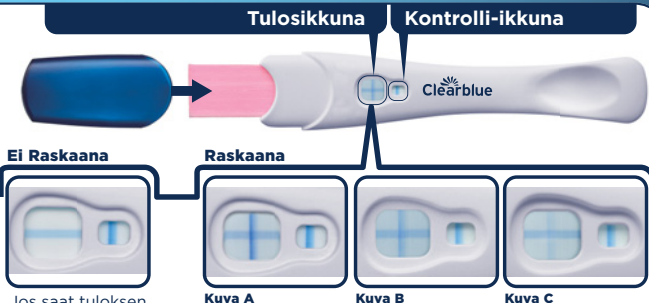 Tulosikkuna
Kontrolli-ikkuna
Clearblue
Ei Raskaana
Raskaana
Jos saat tuloksen
Kuva A
Kuva B
Kuva C